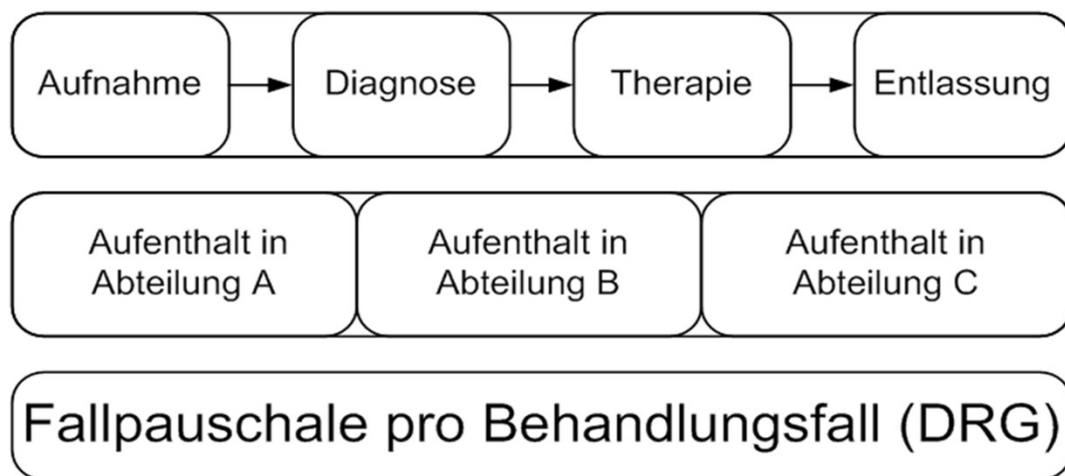 Aufnahme
Diagnose
Therapie
Entlassung
Aufenthalt in
Abteilung A
Aufenthalt in
Abteilung B
Aufenthalt in
Abteilung C
Fallpauschale pro Behandlungsfall (DRG)